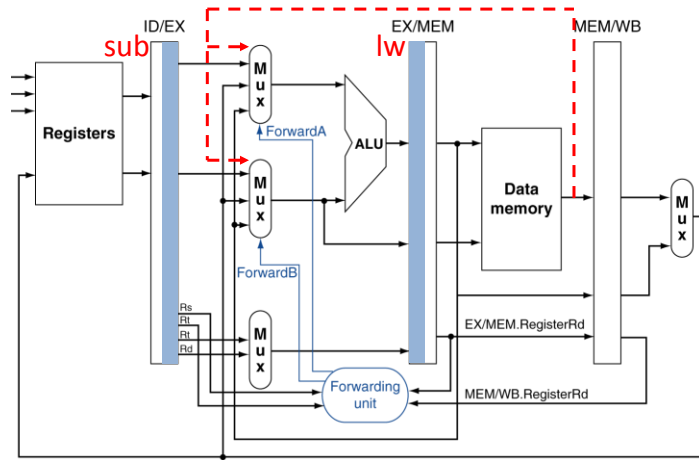 ID/EX
EX/MEM
MEM/WB
sub
lw
Mux
Registers
ForwardA
ALU
Mux
Data
memory
Mux
ForwardB
Rs
Rt
Rt
Rd
Mux
EX/MEM.RegisterRd
Forwarding
unit
MEM/WB.RegisterRd